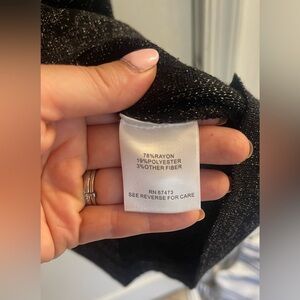 78%RAYON
19%POLYESTER
3%OTHER FIBER
RN 67473
SEE REVERSE FOR CARE